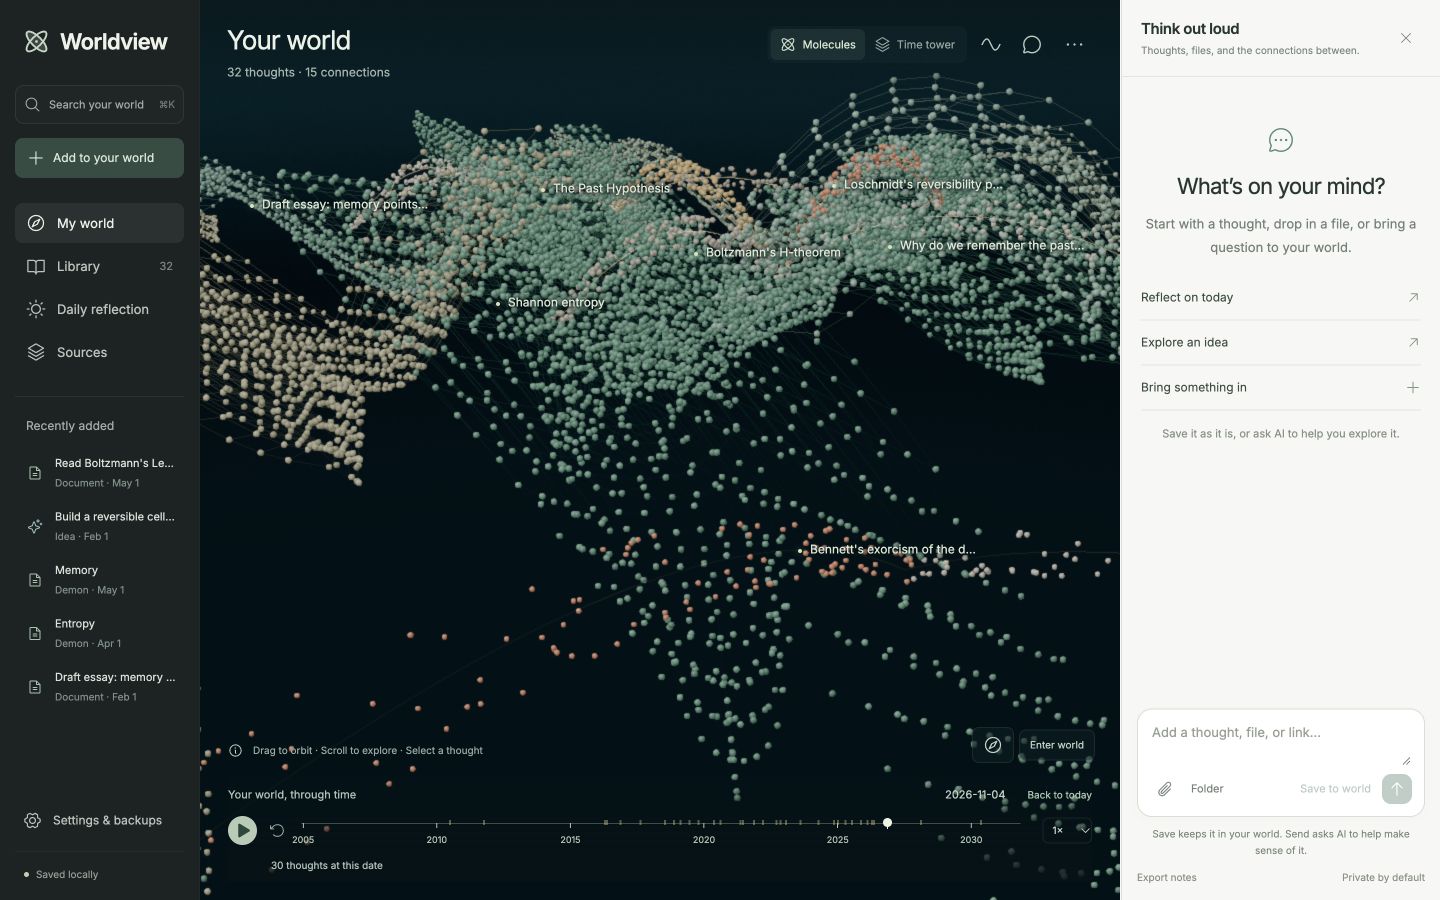 Worldview
Search your world ⌘K
Add to your world
My world
Library 32
Daily reflection
Sources
Recently added
Read Boltzmann's Le...
Document · May 1
Build a reversible cell...
Idea · Feb 1
Memory
Demon · May 1
Entropy
Demon · Apr 1
Draft essay: memory ...
Document · Feb 1
Settings & backups
Saved locally
Your world
32 thoughts · 15 connections
Molecules
Time tower
The Past Hypothesis
Loschmidt's reversibility p...
Draft essay: memory points...
Why do we remember the past...
Boltzmann's H-theorem
Shannon entropy
Bennett's exorcism of the d...
Drag to orbit · Scroll to explore · Select a thought
Enter world
Your world, through time
2026-11-04
Back to today
2005 2010 2015 2020 2025 2030
1×
30 thoughts at this date
Think out loud
Thoughts, files, and the connections between.
What's on your mind?
Start with a thought, drop in a file, or bring a
question to your world.
Reflect on today
Explore an idea
Bring something in
Save it as it is, or ask AI to help you explore it.
Add a thought, file, or link...
Folder
Save to world
Save keeps it in your world. Send asks AI to help make
sense of it.
Export notes
Private by default